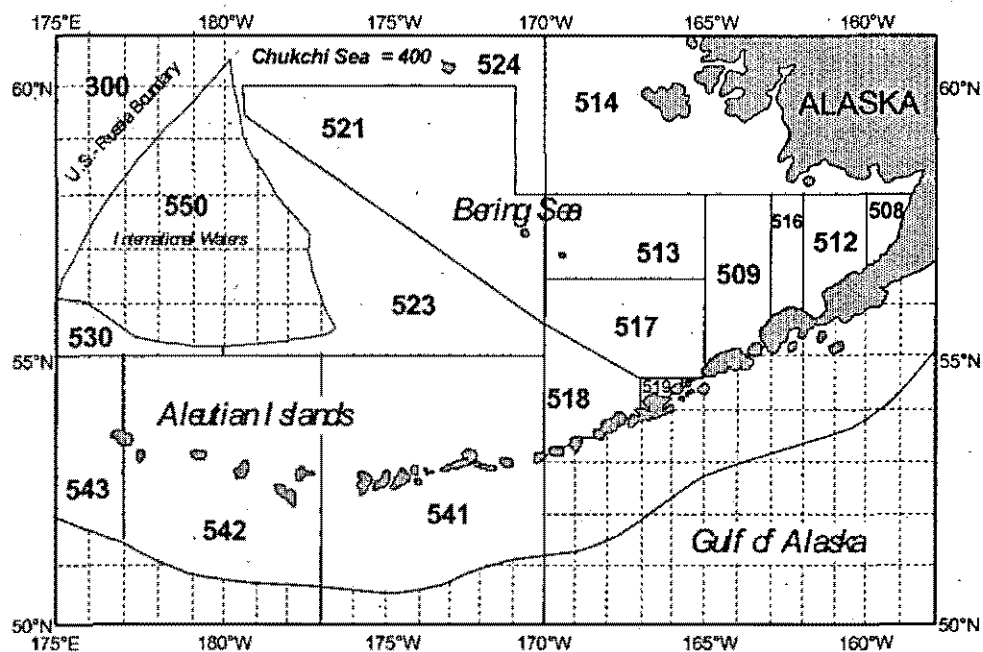 175°E 180°W 175°W 170°W 165°W 160°W
300 Chukchi Sea = 400 524
60°N 514 ALASKA 60°N
U.S.- Russia Boundary 521
550 Bering Sea 516 508
International Waters 513 512
509
523
530 517
55°N 55°N
519
518
Aleutian Islands
543 541
542 Gulf of Alaska
50°N 50°N
175°E 180°W 175°W 170°W 165°W 160°W